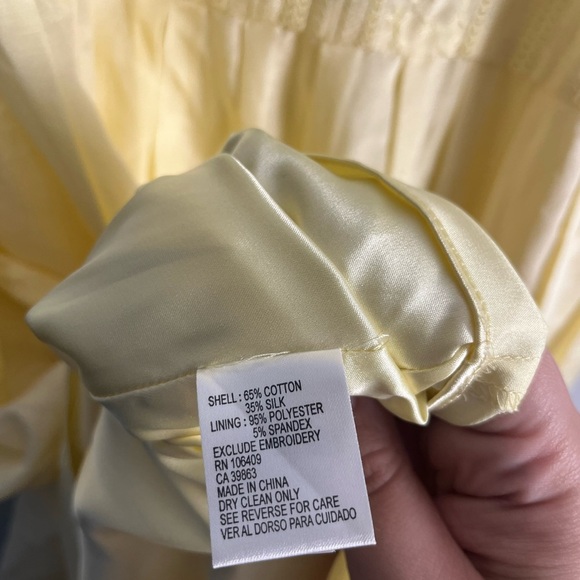 SHELL : 65% COTTON
35% SILK
LINING : 95% POLYESTER
5% SPANDEX
EXCLUDE EMBROIDERY
RN 106409
CA 39863
MADE IN CHINA
DRY CLEAN ONLY
SEE REVERSE FOR CARE
VER AL DORSO PARA CUIDADO